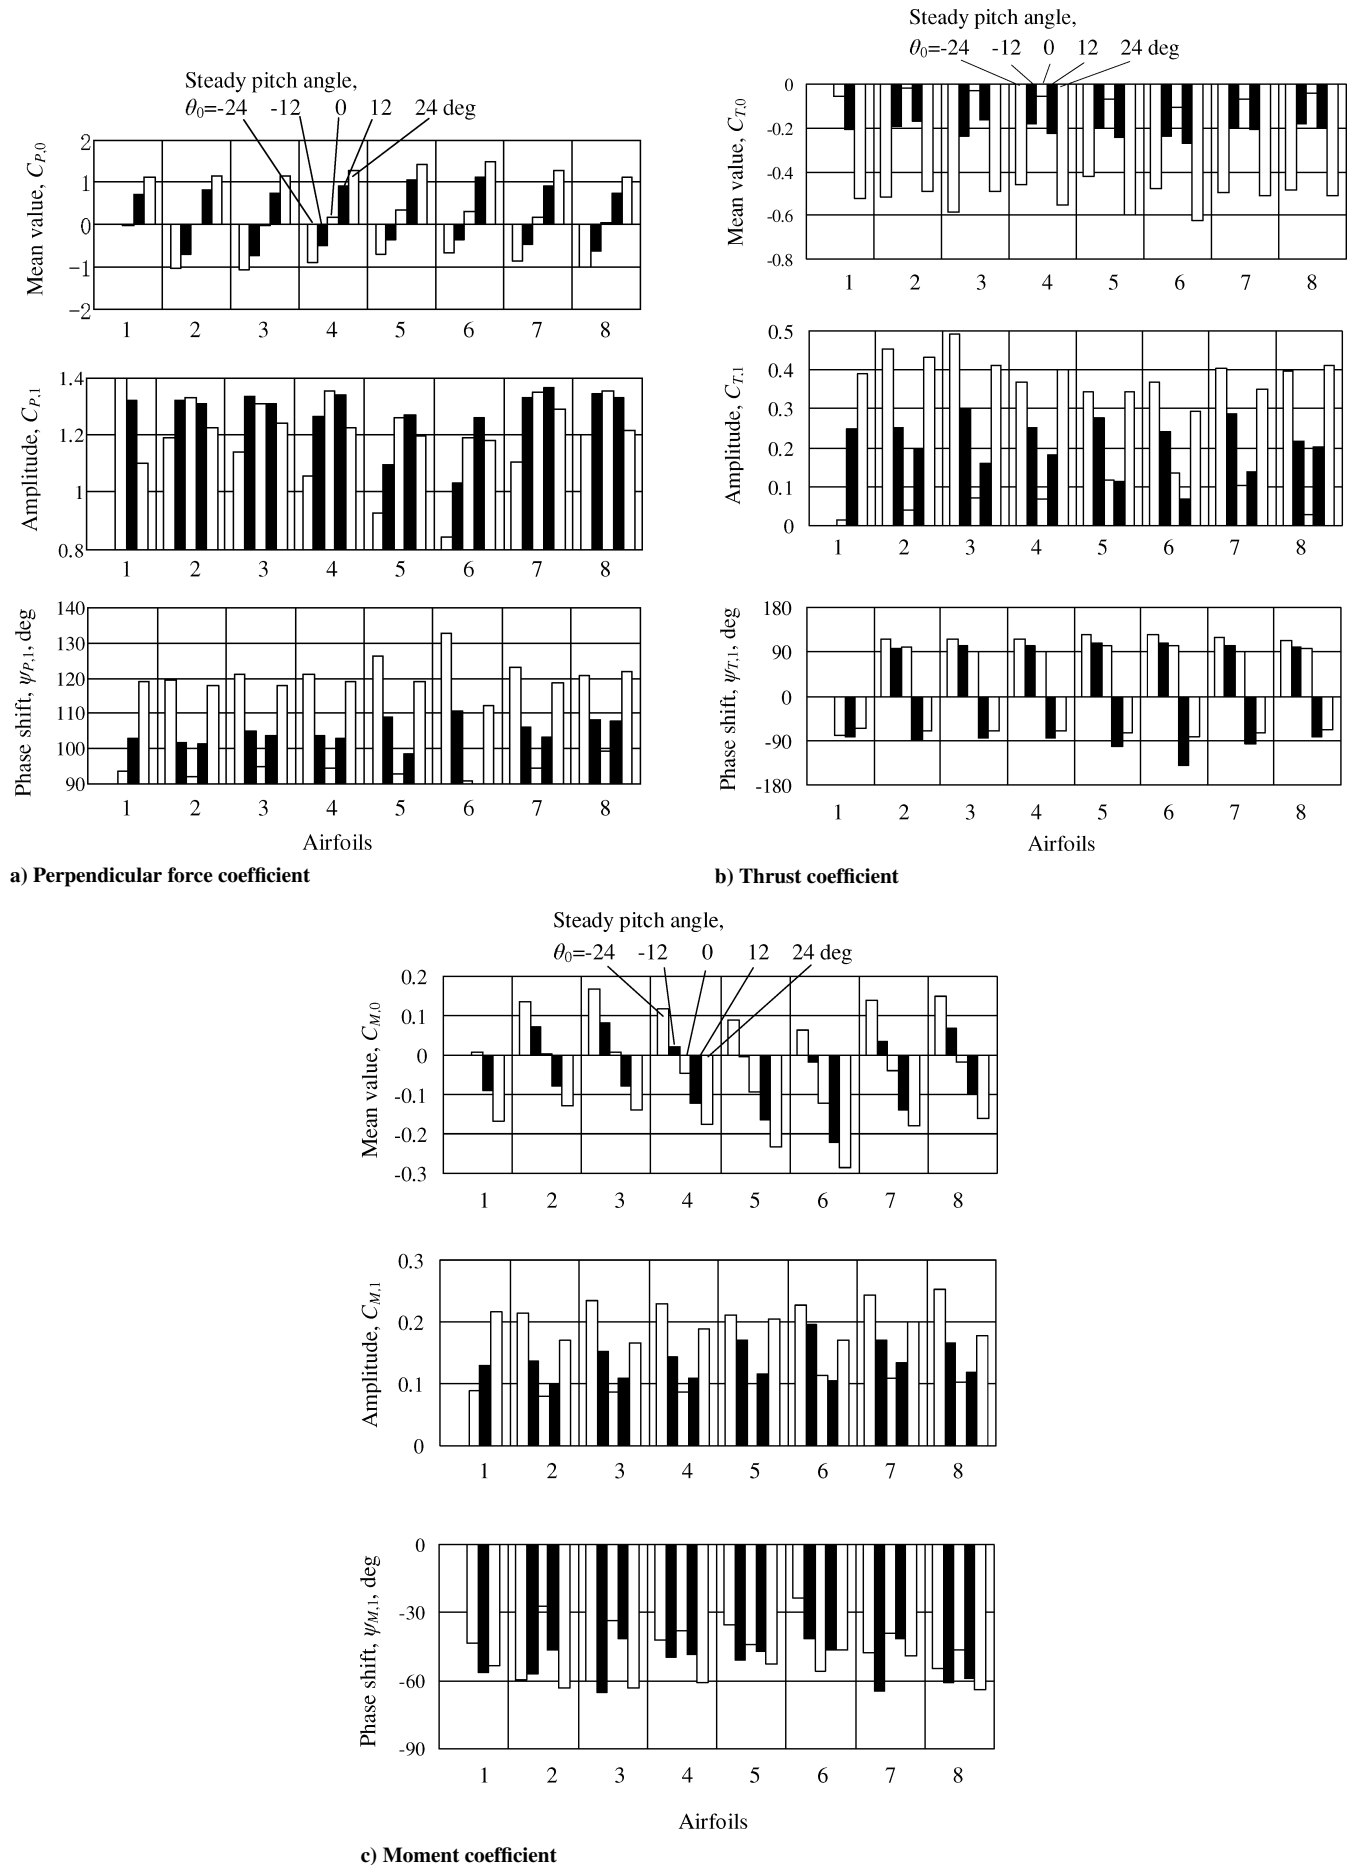 Steady pitch angle,
θ0=-24 -12 0 12 24 deg
Mean value, CP,0
2
1
0
−1
−2
1 2 3 4 5 6 7 8
Amplitude, CP,1
1.4
1.2
1
0.8
1 2 3 4 5 6 7 8
Phase shift, ψP,1, deg
140
130
120
110
100
90
1 2 3 4 5 6 7 8
Airfoils
a) Perpendicular force coefficient
Steady pitch angle,
θ0=-24 -12 0 12 24 deg
Mean value, CT,0
0
-0.2
-0.4
-0.6
-0.8
1 2 3 4 5 6 7 8
Amplitude, CT,1
0.5
0.4
0.3
0.2
0.1
0
1 2 3 4 5 6 7 8
Phase shift, ψT,1, deg
180
90
0
-90
-180
1 2 3 4 5 6 7 8
Airfoils
b) Thrust coefficient
Steady pitch angle,
θ0=-24 -12 0 12 24 deg
Mean value, CM,0
0.2
0.1
0
-0.1
-0.2
-0.3
1 2 3 4 5 6 7 8
Amplitude, CM,1
0.3
0.2
0.1
0
1 2 3 4 5 6 7 8
Phase shift, ψM,1, deg
0
-30
-60
-90
1 2 3 4 5 6 7 8
Airfoils
c) Moment coefficient